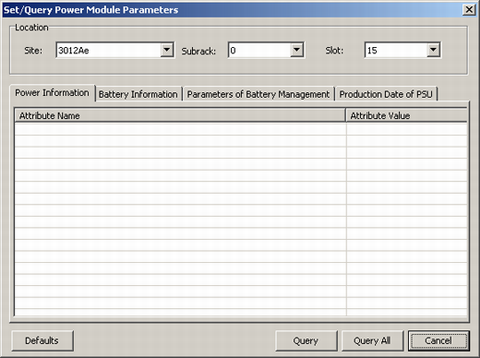 Set/Query Power Module Parameters
Location
Site: 3012Ae Subrack: 0 Slot: 15
Power Information Battery Information Parameters of Battery Management Production Date of PSU
Attribute Name Attribute Value
Defaults Query Query All Cancel